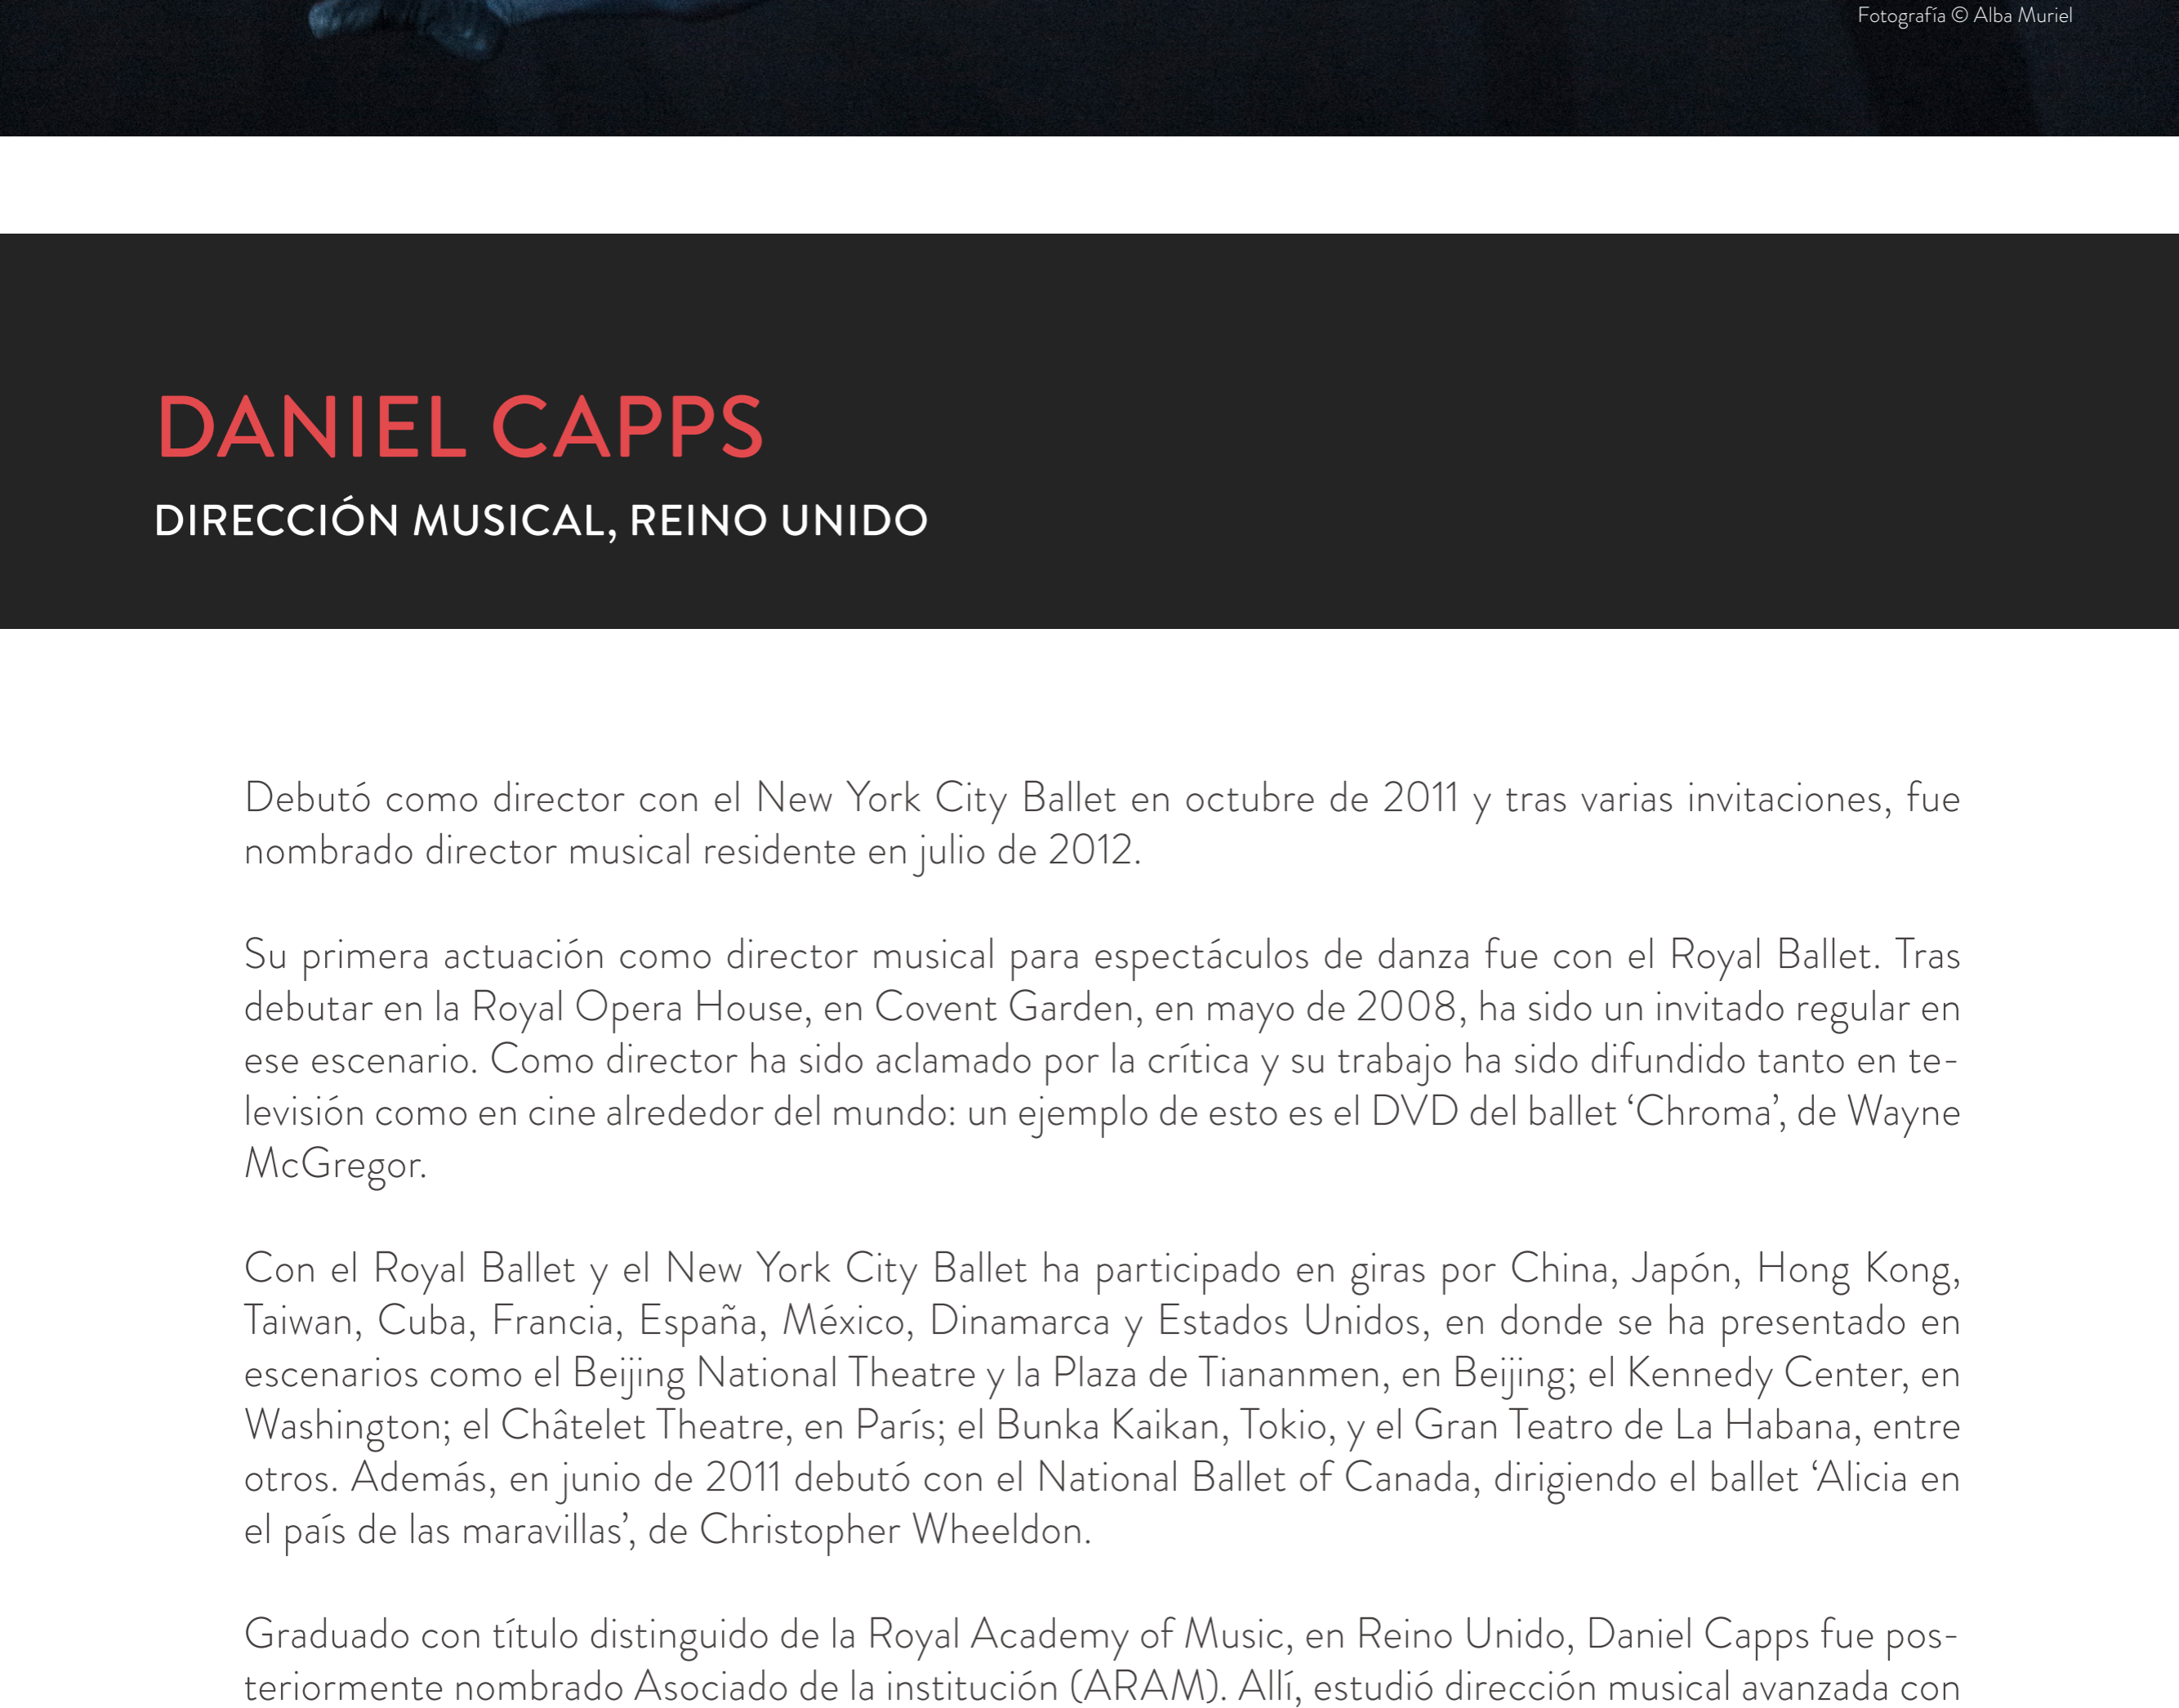 Fotografía © Alba Muriel
DANIEL CAPPS
DIRECCIÓN MUSICAL, REINO UNIDO
Debutó como director con el New York City Ballet en octubre de 2011 y tras varias invitaciones, fue
nombrado director musical residente en julio de 2012.
Su primera actuación como director musical para espectáculos de danza fue con el Royal Ballet. Tras
debutar en la Royal Opera House, en Covent Garden, en mayo de 2008, ha sido un invitado regular en
ese escenario. Como director ha sido aclamado por la crítica y su trabajo ha sido difundido tanto en te-
levisión como en cine alrededor del mundo: un ejemplo de esto es el DVD del ballet ‘Chroma’, de Wayne
McGregor.
Con el Royal Ballet y el New York City Ballet ha participado en giras por China, Japón, Hong Kong,
Taiwan, Cuba, Francia, España, México, Dinamarca y Estados Unidos, en donde se ha presentado en
escenarios como el Beijing National Theatre y la Plaza de Tiananmen, en Beijing; el Kennedy Center, en
Washington; el Châtelet Theatre, en París; el Bunka Kaikan, Tokio, y el Gran Teatro de La Habana, entre
otros. Además, en junio de 2011 debutó con el National Ballet of Canada, dirigiendo el ballet ‘Alicia en
el país de las maravillas’, de Christopher Wheeldon.
Graduado con título distinguido de la Royal Academy of Music, en Reino Unido, Daniel Capps fue pos-
teriormente nombrado Asociado de la institución (ARAM). Allí, estudió dirección musical avanzada con